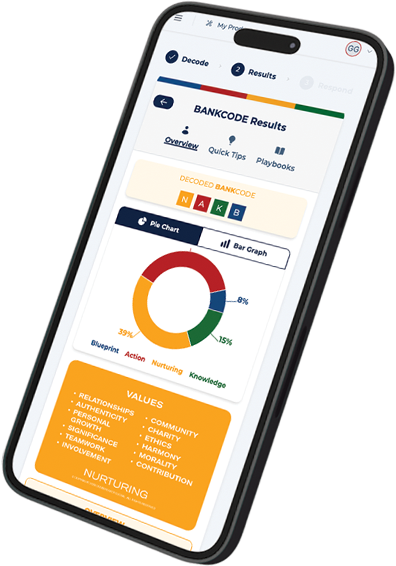 My Prod
GG
Decode
2 Results
BANKCODE Results
Overview
Quick Tips
Playbooks
DECODED BANKCODE
N A K B
Pie Chart
Bar Graph
8%
15%
39%
Blueprint Action Nurturing Knowledge
VALUES
• RELATIONSHIPS
• AUTHENTICITY
• PERSONAL
GROWTH
• SIGNIFICANCE
• TEAMWORK
• INVOLVEMENT
• COMMUNITY
• CHARITY
• ETHICS
• HARMONY
• MORALITY
• CONTRIBUTION
NURTURING